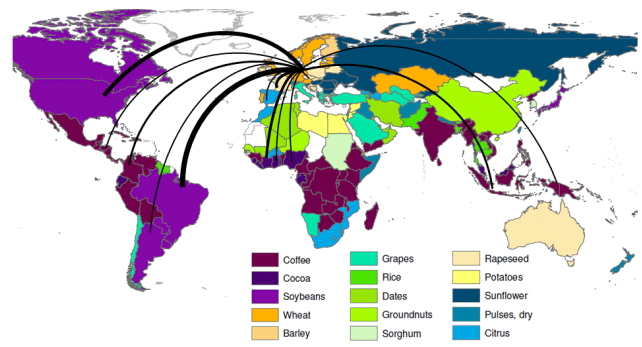 Coffee
Cocoa
Soybeans
Wheat
Barley
Grapes
Rice
Dates
Groundnuts
Sorghum
Rapeseed
Potatoes
Sunflower
Pulses, dry
Citrus